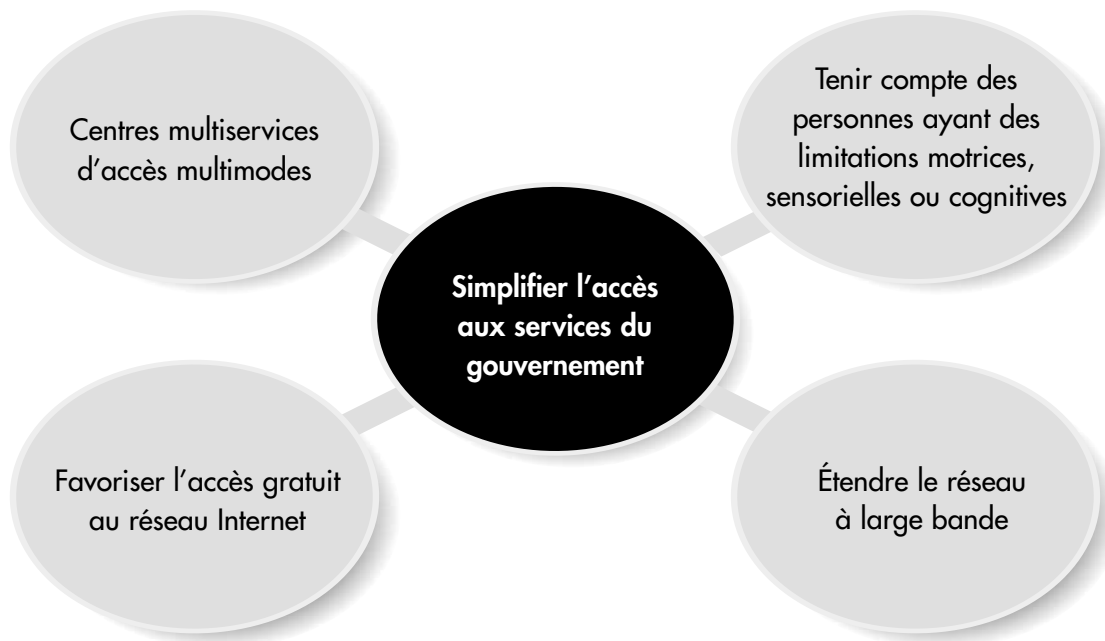 Centres multiservices
d’accès multimodes
Tenir compte des
personnes ayant des
limitations motrices,
sensorielles ou cognitives
Simplifier l’accès
aux services du
gouvernement
Favoriser l’accès gratuit
au réseau Internet
Étendre le réseau
à large bande